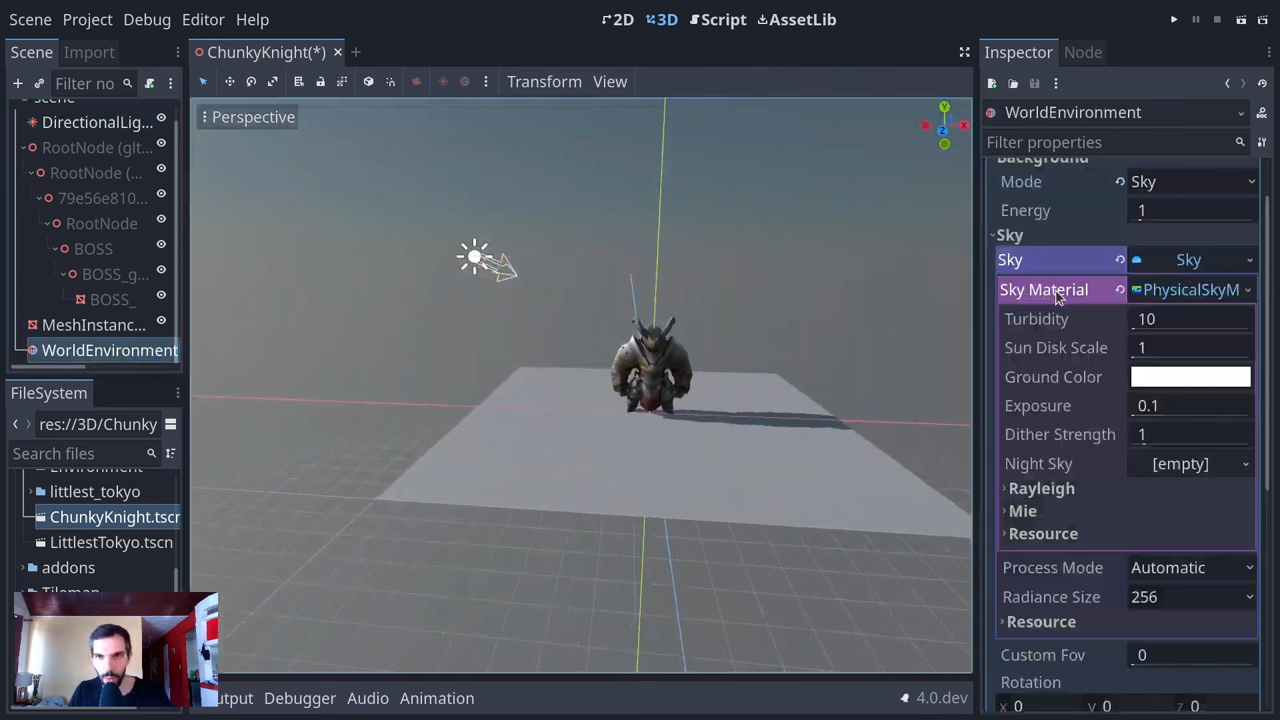 Scene Project Debug Editor Help
2D 3D Script AssetLib
Scene Import
ChunkyKnight(*)
Inspector Node
Filter no
Transform View
Scene
DirectionalLig...
RootNode (glt...
RootNode (...
79e56e810...
RootNode
BOSS
BOSS_g...
BOSS_
MeshInstanc...
WorldEnvironment
FileSystem
res://3D/Chunky
Search files
Environment
littlest_tokyo
ChunkyKnight.tscn
LittlestTokyo.tscn
addons
Tilemap
Perspective
Y
X
Z
Output Debugger Audio Animation
4.0.dev
WorldEnvironment
Filter properties
Background
Mode Sky
Energy 1
Sky
Sky Sky
Sky Material PhysicalSkyM
Turbidity 10
Sun Disk Scale 1
Ground Color
Exposure 0.1
Dither Strength 1
Night Sky [empty]
Rayleigh
Mie
Resource
Process Mode Automatic
Radiance Size 256
Resource
Custom Fov 0
Rotation
x 0 y 0 z 0